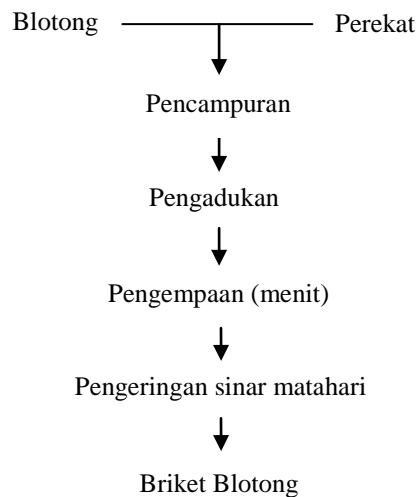 Blotong Perekat
Pencampuran
Pengadukan
Pengempaan (menit)
Pengeringan sinar matahari
Briket Blotong